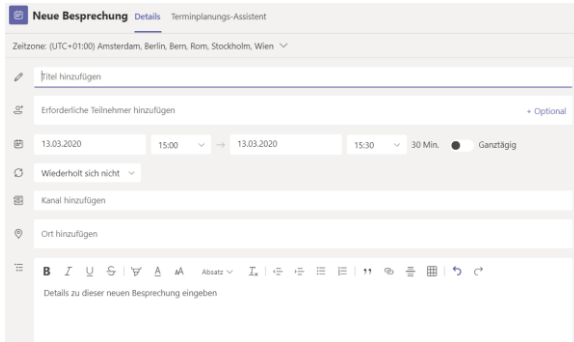 Neue Besprechung Details Terminplanungs-Assistent
Zeitzone: (UTC+01:00) Amsterdam, Berlin, Bern, Rom, Stockholm, Wien
Titel hinzufügen
Erforderliche Teilnehmer hinzufügen + Optional
13.03.2020 15:00 → 13.03.2020 15:30 30 Min. Ganztägig
Wiederholt sich nicht
Kanal hinzufügen
Ort hinzufügen
B I U S A AA Absatz Tx
Details zu dieser neuen Besprechung eingeben